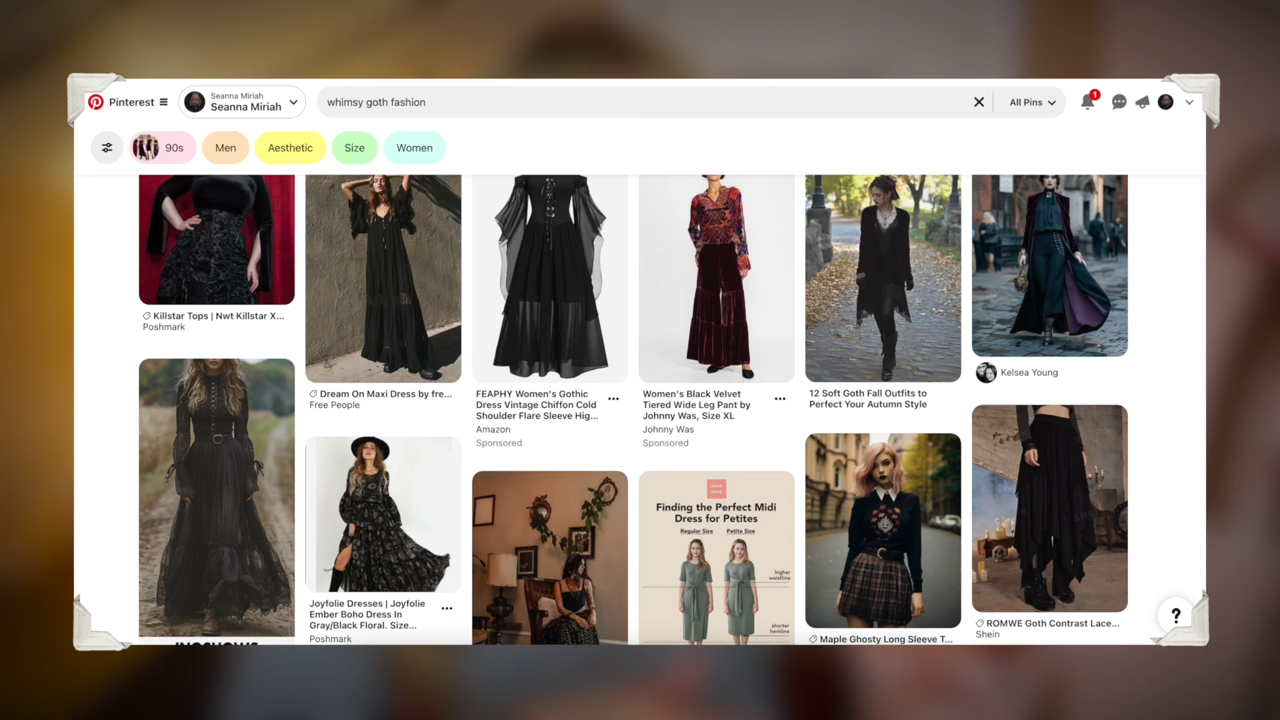 Pinterest
Seanna Miriah
Seanna Miriah
whimsy goth fashion
All Pins
1
90s
Men
Aesthetic
Size
Women
Killstar Tops | Nwt Killstar X...
Poshmark
Dream On Maxi Dress by fre...
Free People
Joyfolie Dresses | Joyfolie
Ember Boho Dress In
Gray/Black Floral. Size...
Poshmark
FEAPHY Women's Gothic
Dress Vintage Chiffon Cold
Shoulder Flare Sleeve Hig...
Amazon
Sponsored
Women's Black Velvet
Tiered Wide Leg Pant by
Johnny Was, Size XL
Johnny Was
Sponsored
Finding the Perfect Midi
Dress for Petites
Regular Size
Petite Size
higher
waistline
shorter
hemline
12 Soft Goth Fall Outfits to
Perfect Your Autumn Style
Maple Ghosty Long Sleeve T...
Kelsea Young
ROMWE Goth Contrast Lace...
Shein
?